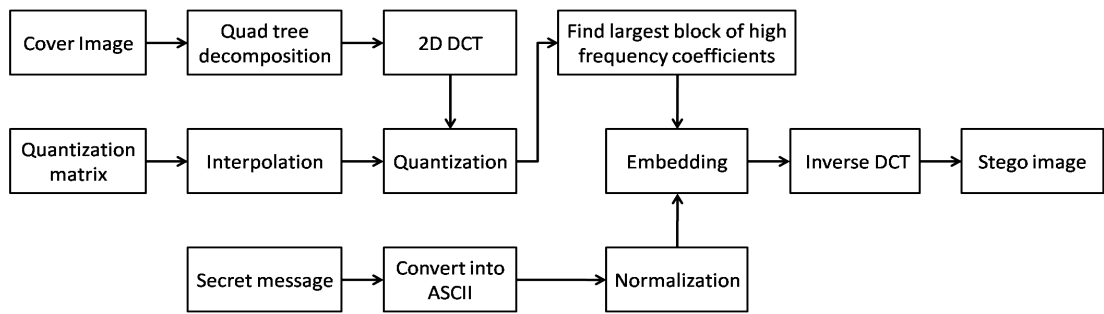 Cover Image
Quad tree
decomposition
2D DCT
Find largest block of high
frequency coefficients
Quantization
matrix
Interpolation
Quantization
Embedding
Inverse DCT
Stego image
Secret message
Convert into
ASCII
Normalization